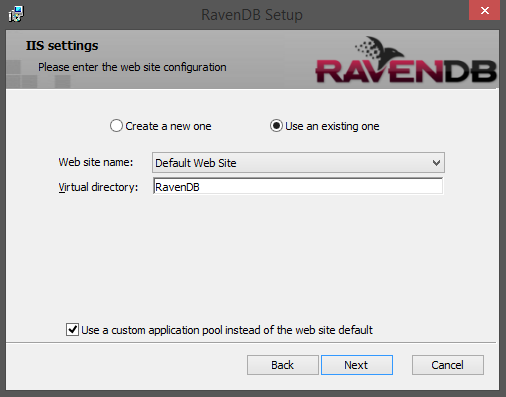 RavenDB Setup
IIS settings
Please enter the web site configuration
RAVENDB
Create a new one
Use an existing one
Web site name:
Default Web Site
Virtual directory:
RavenDB
Use a custom application pool instead of the web site default
Back
Next
Cancel